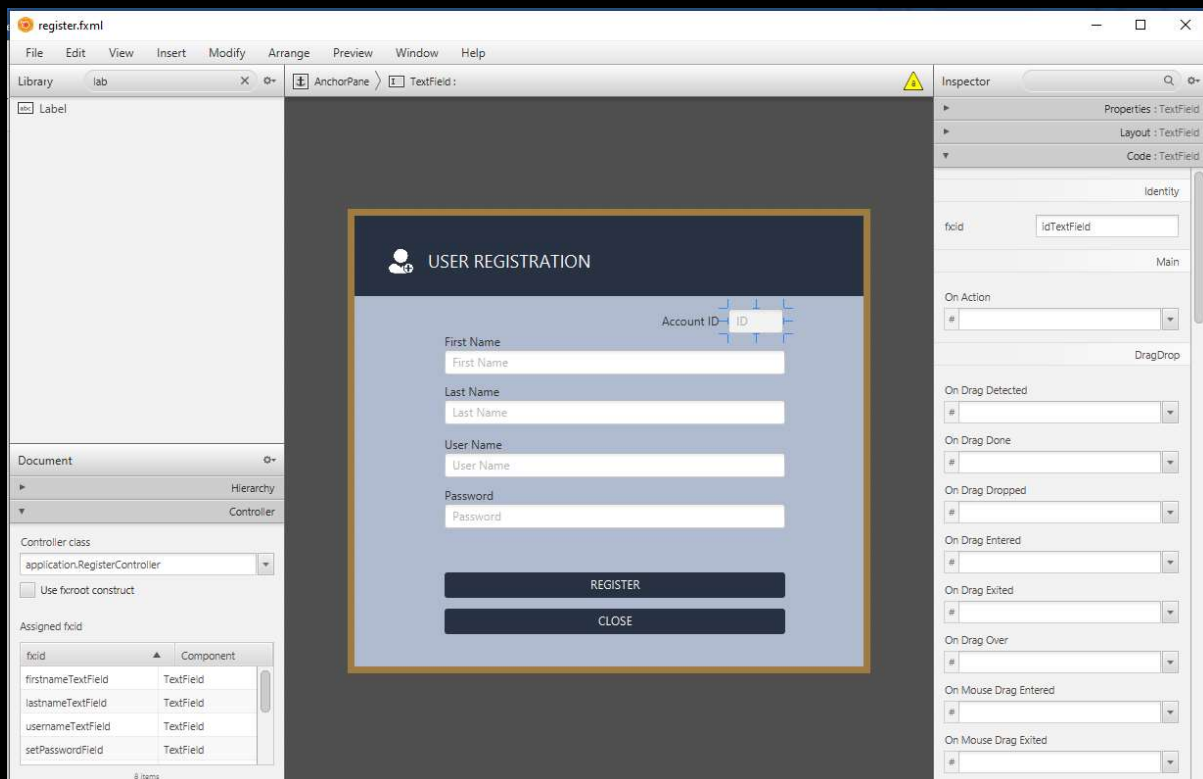 register.fxml
File Edit View Insert Modify Arrange Preview Window Help
Library lab
abc Label
AnchorPane TextField :
Inspector
Properties : TextField
Layout : TextField
Code : TextField
Identity
fx:id idTextField
Main
On Action
#
DragDrop
On Drag Detected
#
On Drag Done
#
On Drag Dropped
#
On Drag Entered
#
On Drag Exited
#
On Drag Over
#
On Mouse Drag Entered
#
On Mouse Drag Exited
#
USER REGISTRATION
Account ID ID
First Name
First Name
Last Name
Last Name
User Name
User Name
Password
Password
REGISTER
CLOSE
Document
Hierarchy
Controller
Controller class
application.RegisterController
Use fx:root construct
Assigned fx:id
fx:id Component
firstnameTextField TextField
lastnameTextField TextField
usernameTextField TextField
setPasswordField TextField
8 items